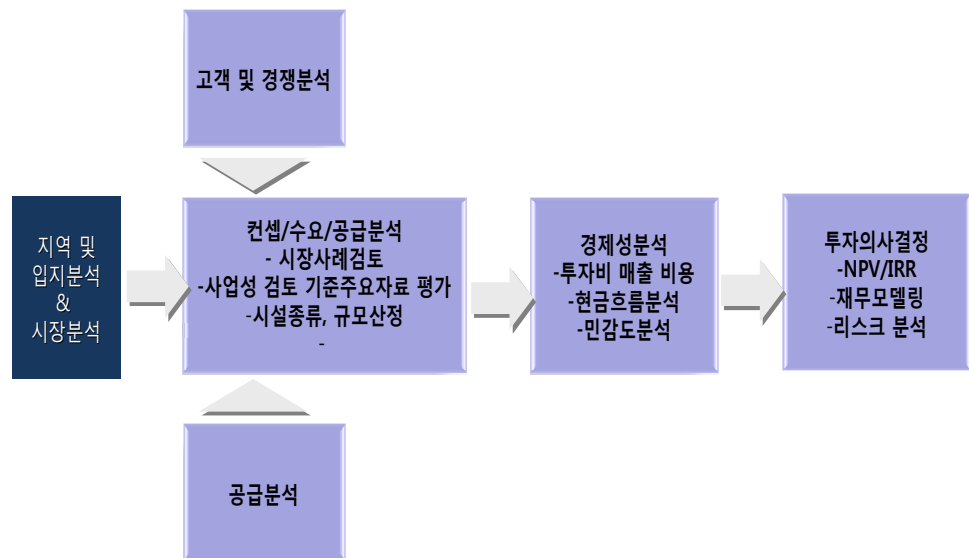 고객 및 경쟁분석
지역 및
입지분석
&
시장분석
컨셉/수요/공급분석
- 시장사례검토
-사업성 검토 기준주요자료 평가
-시설종류, 규모산정
-
경제성분석
-투자비 매출 비용
-현금흐름분석
-민감도분석
투자의사결정
-NPV/IRR
-재무모델링
-리스크 분석
공급분석